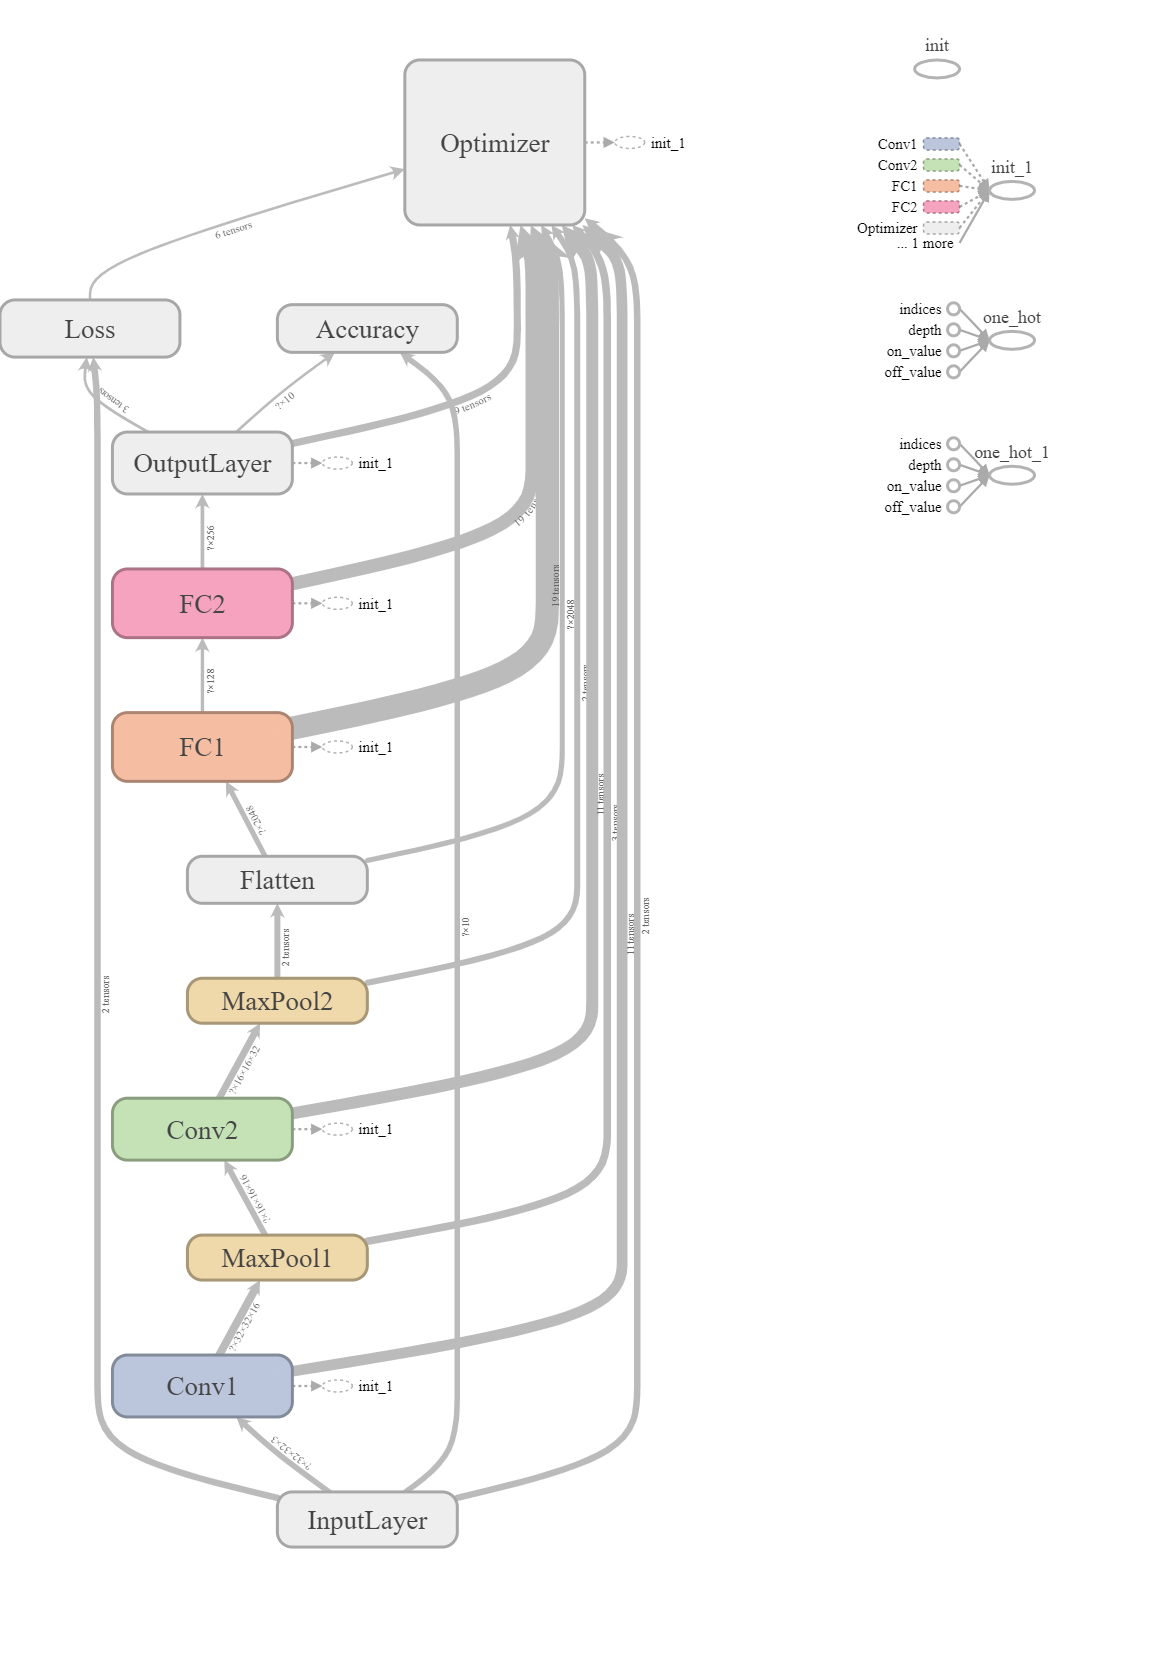 init
Optimizer
init_1
Conv1
Conv2
FC1
FC2
Optimizer
... 1 more
init_1
6 tensors
indices
depth
on_value
off_value
one_hot
Loss
Accuracy
3 tensors
?×10
9 tensors
OutputLayer
init_1
indices
depth
on_value
off_value
one_hot_1
?×256
19
FC2
init_1
19 tensors
?×2048
?×128
2 tensors
FC1
init_1
?×2048
11 tensors
3 tensors
Flatten
2 tensors
?×10
11 tensors
2 tensors
2 tensors
MaxPool2
?×16×16×32
Conv2
init_1
?×16×16×16
MaxPool1
?×32×32×16
Conv1
init_1
?×32×32×3
InputLayer